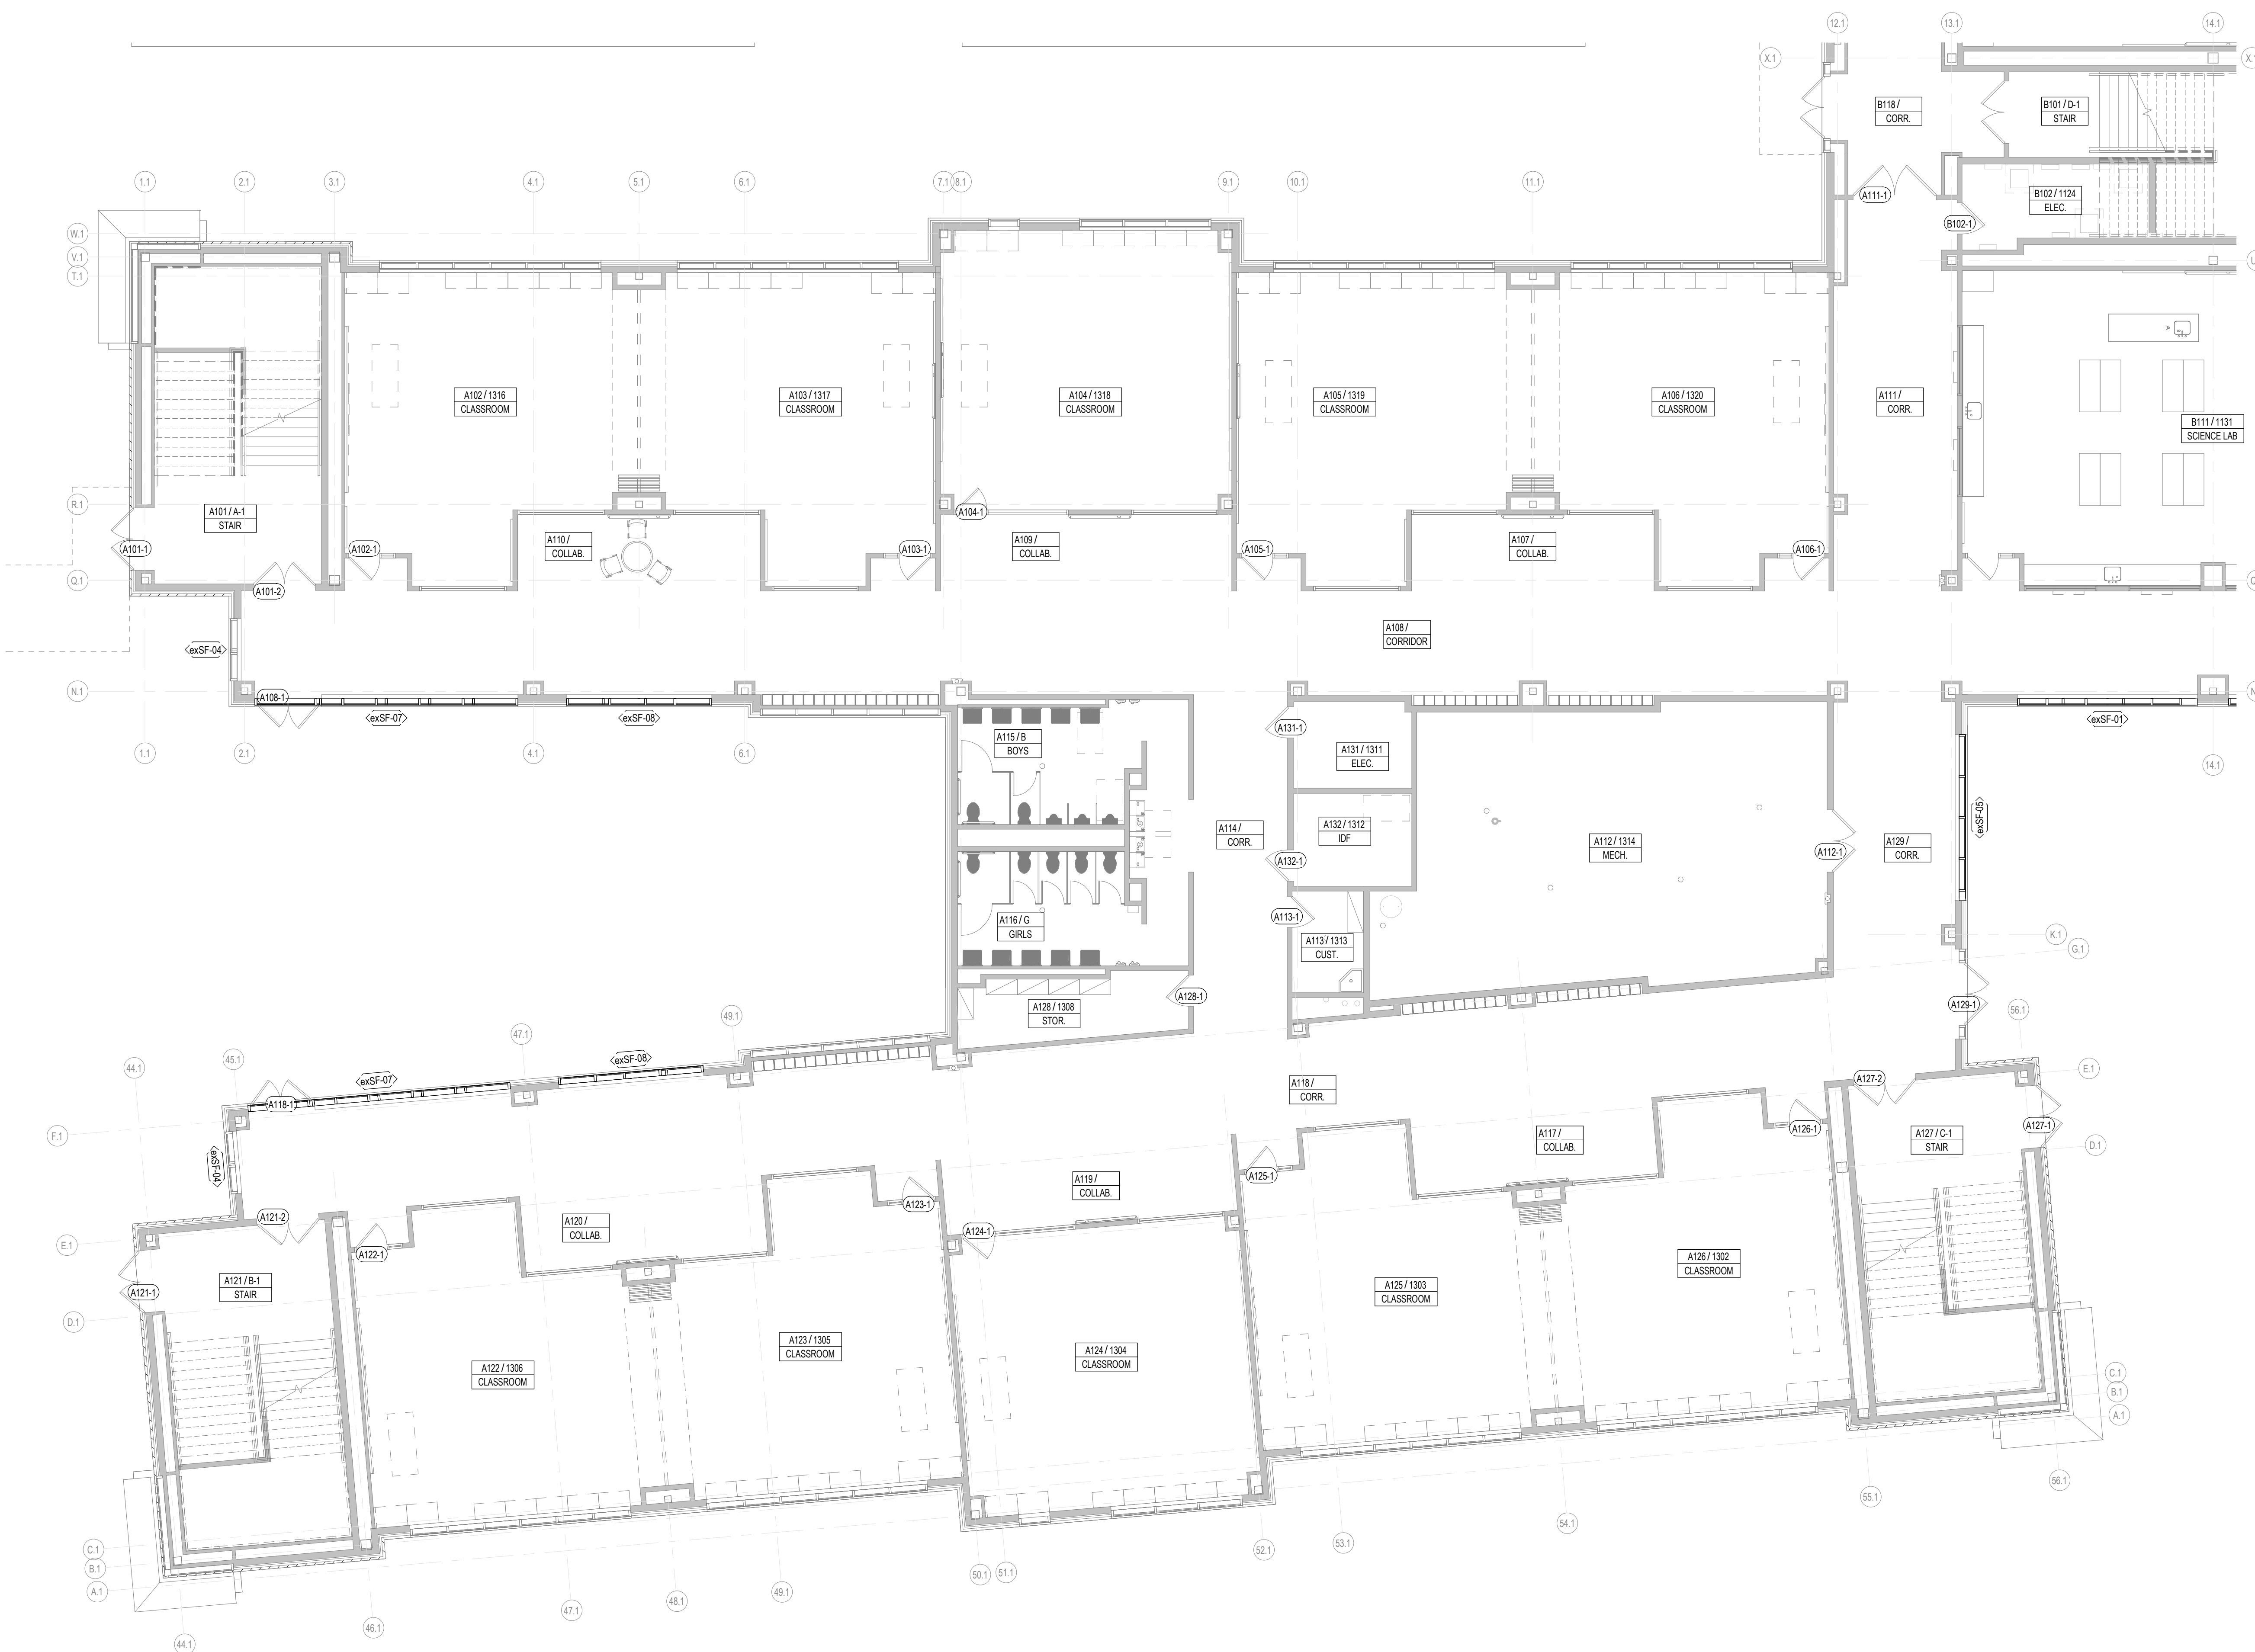 12.1
13.1
14.1
X.1
X.1
B118 /
CORR.
B101 / D-1
STAIR
1.1
2.1
3.1
4.1
5.1
6.1
7.1
8.1
9.1
10.1
11.1
A111-1
B102 / 1124
ELEC.
B102-1
W.1
V.1
T.1
U
A102 / 1316
CLASSROOM
A103 / 1317
CLASSROOM
A104 / 1318
CLASSROOM
A105 / 1319
CLASSROOM
A106 / 1320
CLASSROOM
A111 /
CORR.
B111 / 1131
SCIENCE LAB
R.1
A101 / A-1
STAIR
A104-1
A101-1
A102-1
A110 /
COLLAB.
A103-1
A109 /
COLLAB.
A105-1
A107 /
COLLAB.
A106-1
Q.1
Q
A101-2
A108 /
CORRIDOR
exSF-04
N.1
N
A108-1
exSF-07
exSF-08
exSF-01
1.1
2.1
4.1
6.1
14.1
A115 / B
BOYS
A131-1
A131 / 1311
ELEC.
exSF-05
A114 /
CORR.
A132 / 1312
IDF
A112 / 1314
MECH.
A129 /
CORR.
A132-1
A112-1
A116 / G
GIRLS
A113-1
A113 / 1313
CUST.
K.1
G.1
A128-1
A128 / 1308
STOR.
A129-1
56.1
49.1
47.1
45.1
44.1
exSF-08
exSF-07
A118-1
A118 /
CORR.
A127-2
E.1
F.1
A127-1
A126-1
A117 /
COLLAB.
A127 / C-1
STAIR
D.1
exSF-04
A125-1
A119 /
COLLAB.
A123-1
A121-2
A120 /
COLLAB.
A124-1
E.1
A122-1
A121 / B-1
STAIR
A121-1
A126 / 1302
CLASSROOM
A125 / 1303
CLASSROOM
D.1
A123 / 1305
CLASSROOM
A124 / 1304
CLASSROOM
A122 / 1306
CLASSROOM
C.1
B.1
A.1
56.1
55.1
54.1
53.1
52.1
51.1
50.1
49.1
48.1
47.1
46.1
44.1
C.1
B.1
A.1